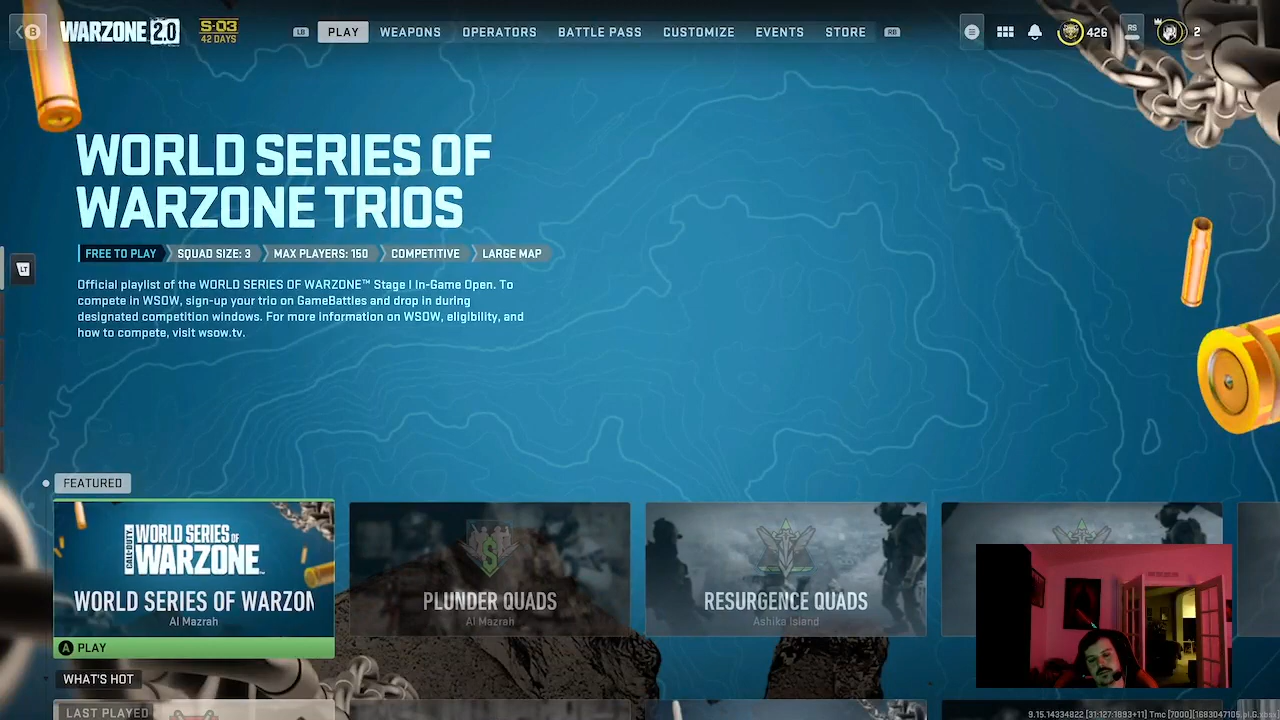 B
WARZONE 2.0
S:03
42 DAYS
LB
PLAY
WEAPONS
OPERATORS
BATTLE PASS
CUSTOMIZE
EVENTS
STORE
RB
426
RS
2
WORLD SERIES OF
WARZONE TRIOS
FREE TO PLAY
SQUAD SIZE: 3
MAX PLAYERS: 150
COMPETITIVE
LARGE MAP
LT
Official playlist of the WORLD SERIES OF WARZONE™ Stage I In-Game Open. To
compete in WSOW, sign-up your trio on GameBattles and drop in during
designated competition windows. For more information on WSOW, eligibility, and
how to compete, visit wsow.tv.
FEATURED
CALL·DUTY
WORLD SERIES OF
WARZONE™
WORLD SERIES OF WARZON
Al Mazrah
A PLAY
PLUNDER QUADS
Al Mazrah
RESURGENCE QUADS
Ashika Island
WHAT'S HOT
LAST PLAYED